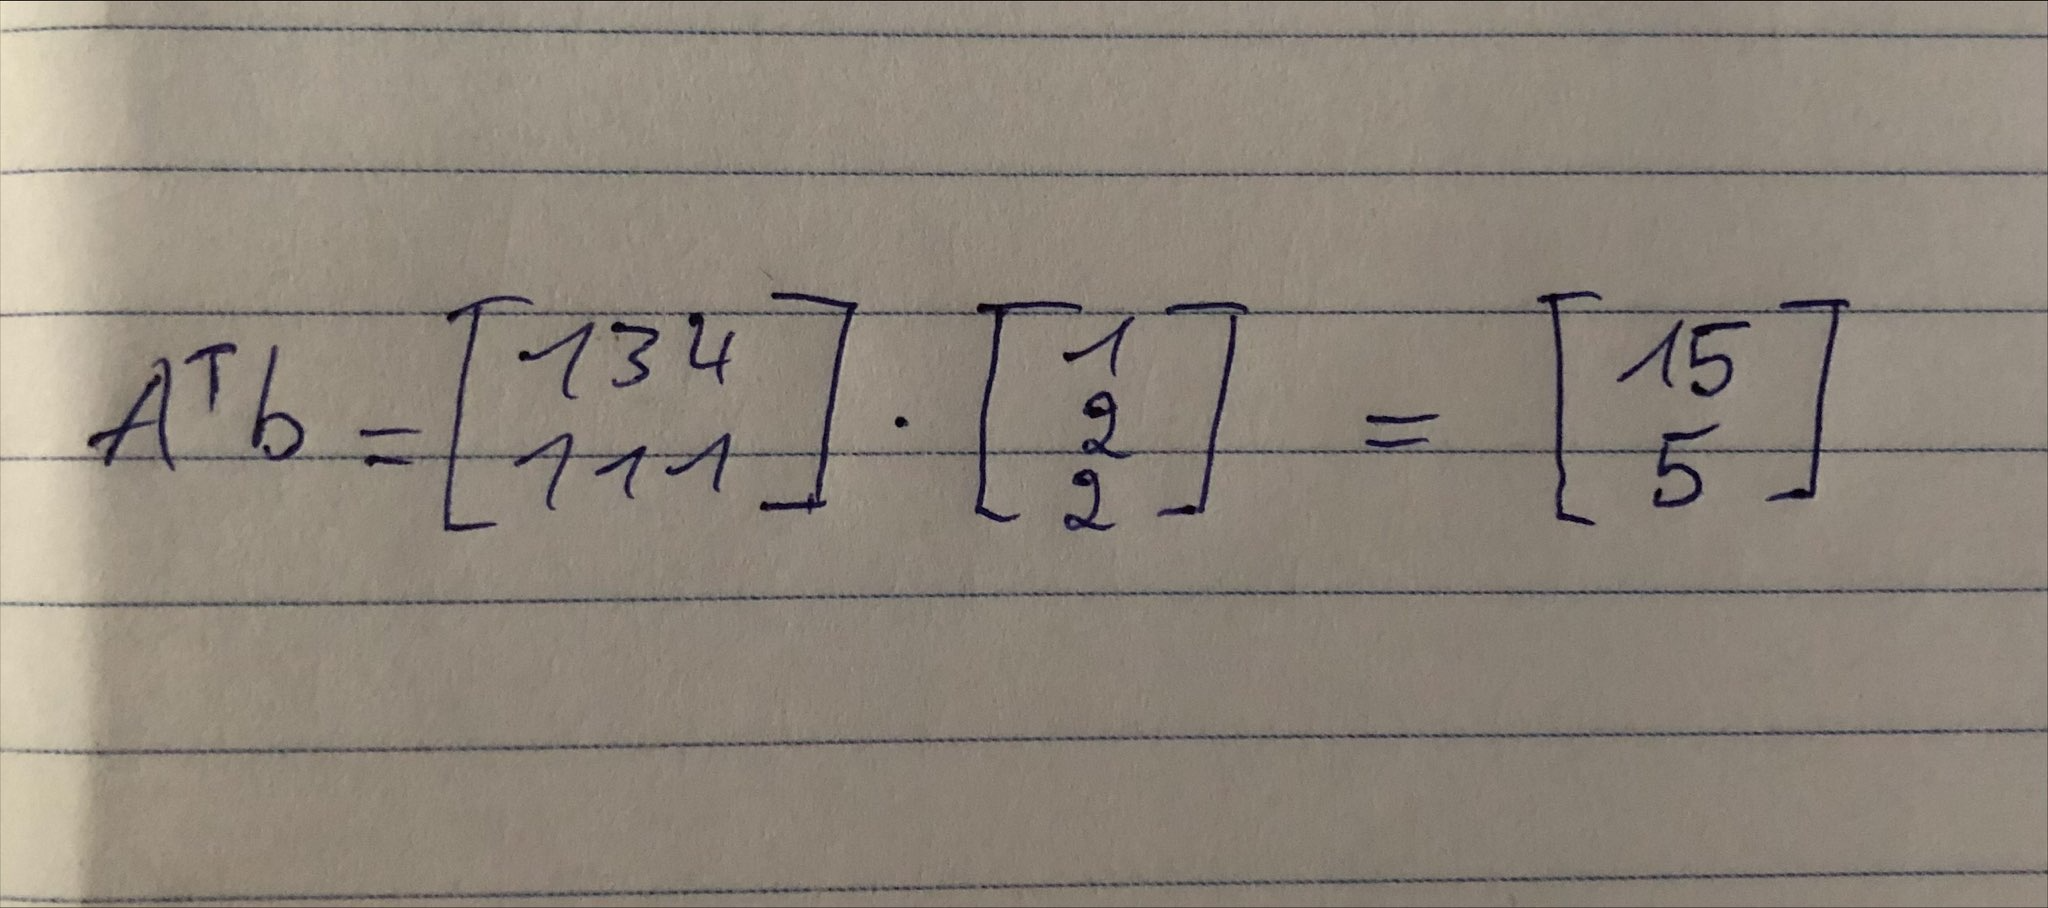 Aᵀb = [1 3 4; 1 1 1] · [1; 2; 2] = [15; 5]